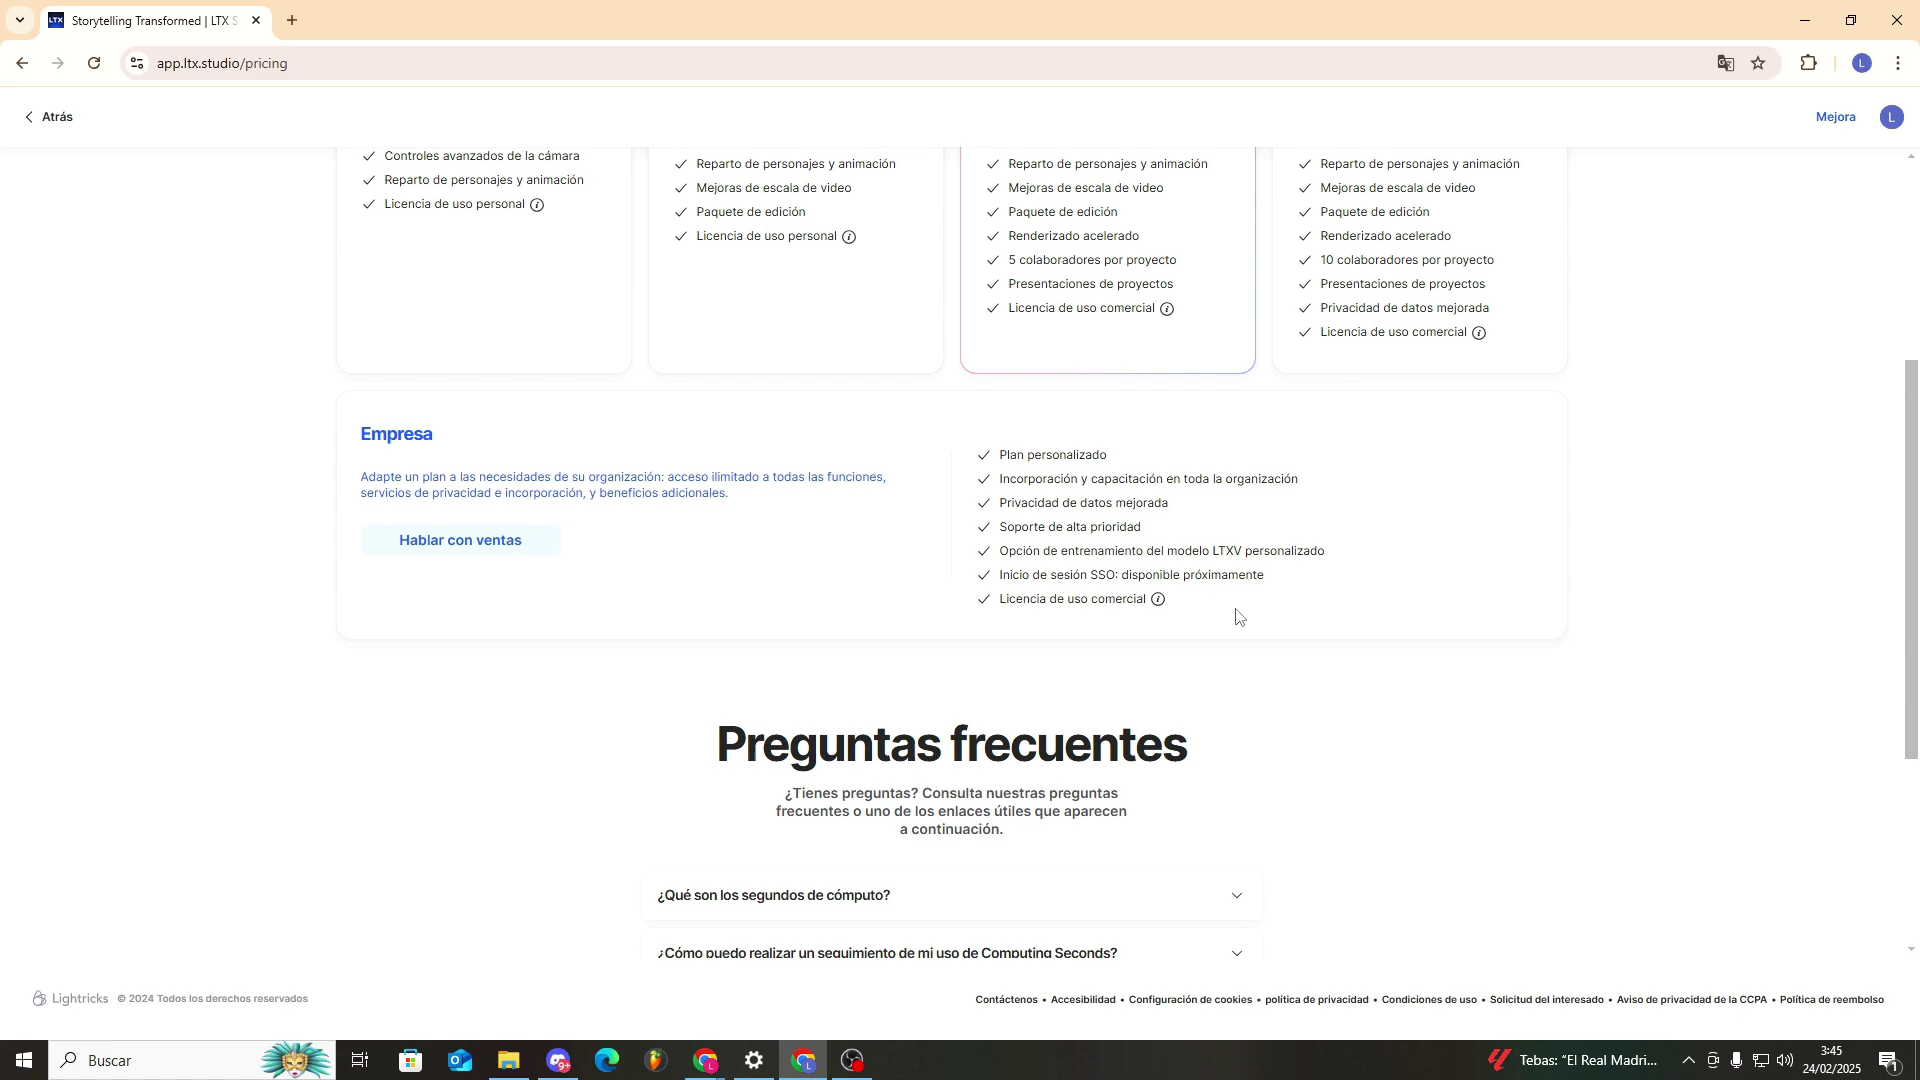 LTX
Storytelling Transformed | LTX S
app.ltx.studio/pricing
L
Atrás
Mejora
L
Controles avanzados de la cámara
Reparto de personajes y animación
Licencia de uso personal
Reparto de personajes y animación
Mejoras de escala de video
Paquete de edición
Licencia de uso personal
Reparto de personajes y animación
Mejoras de escala de video
Paquete de edición
Renderizado acelerado
5 colaboradores por proyecto
Presentaciones de proyectos
Licencia de uso comercial
Reparto de personajes y animación
Mejoras de escala de video
Paquete de edición
Renderizado acelerado
10 colaboradores por proyecto
Presentaciones de proyectos
Privacidad de datos mejorada
Licencia de uso comercial
Empresa
Adapte un plan a las necesidades de su organización: acceso ilimitado a todas las funciones,
servicios de privacidad e incorporación, y beneficios adicionales.
Hablar con ventas
Plan personalizado
Incorporación y capacitación en toda la organización
Privacidad de datos mejorada
Soporte de alta prioridad
Opción de entrenamiento del modelo LTXV personalizado
Inicio de sesión SSO: disponible próximamente
Licencia de uso comercial
Preguntas frecuentes
¿Tienes preguntas? Consulta nuestras preguntas
frecuentes o uno de los enlaces útiles que aparecen
a continuación.
¿Qué son los segundos de cómputo?
¿Cómo puedo realizar un seguimiento de mi uso de Computing Seconds?
Lightricks © 2024 Todos los derechos reservados
Contáctenos • Accesibilidad • Configuración de cookies • política de privacidad • Condiciones de uso • Solicitud del interesado • Aviso de privacidad de la CCPA • Política de reembolso
Buscar
9+
L
L
Tebas: “El Real Madri...
3:45
24/02/2025
1